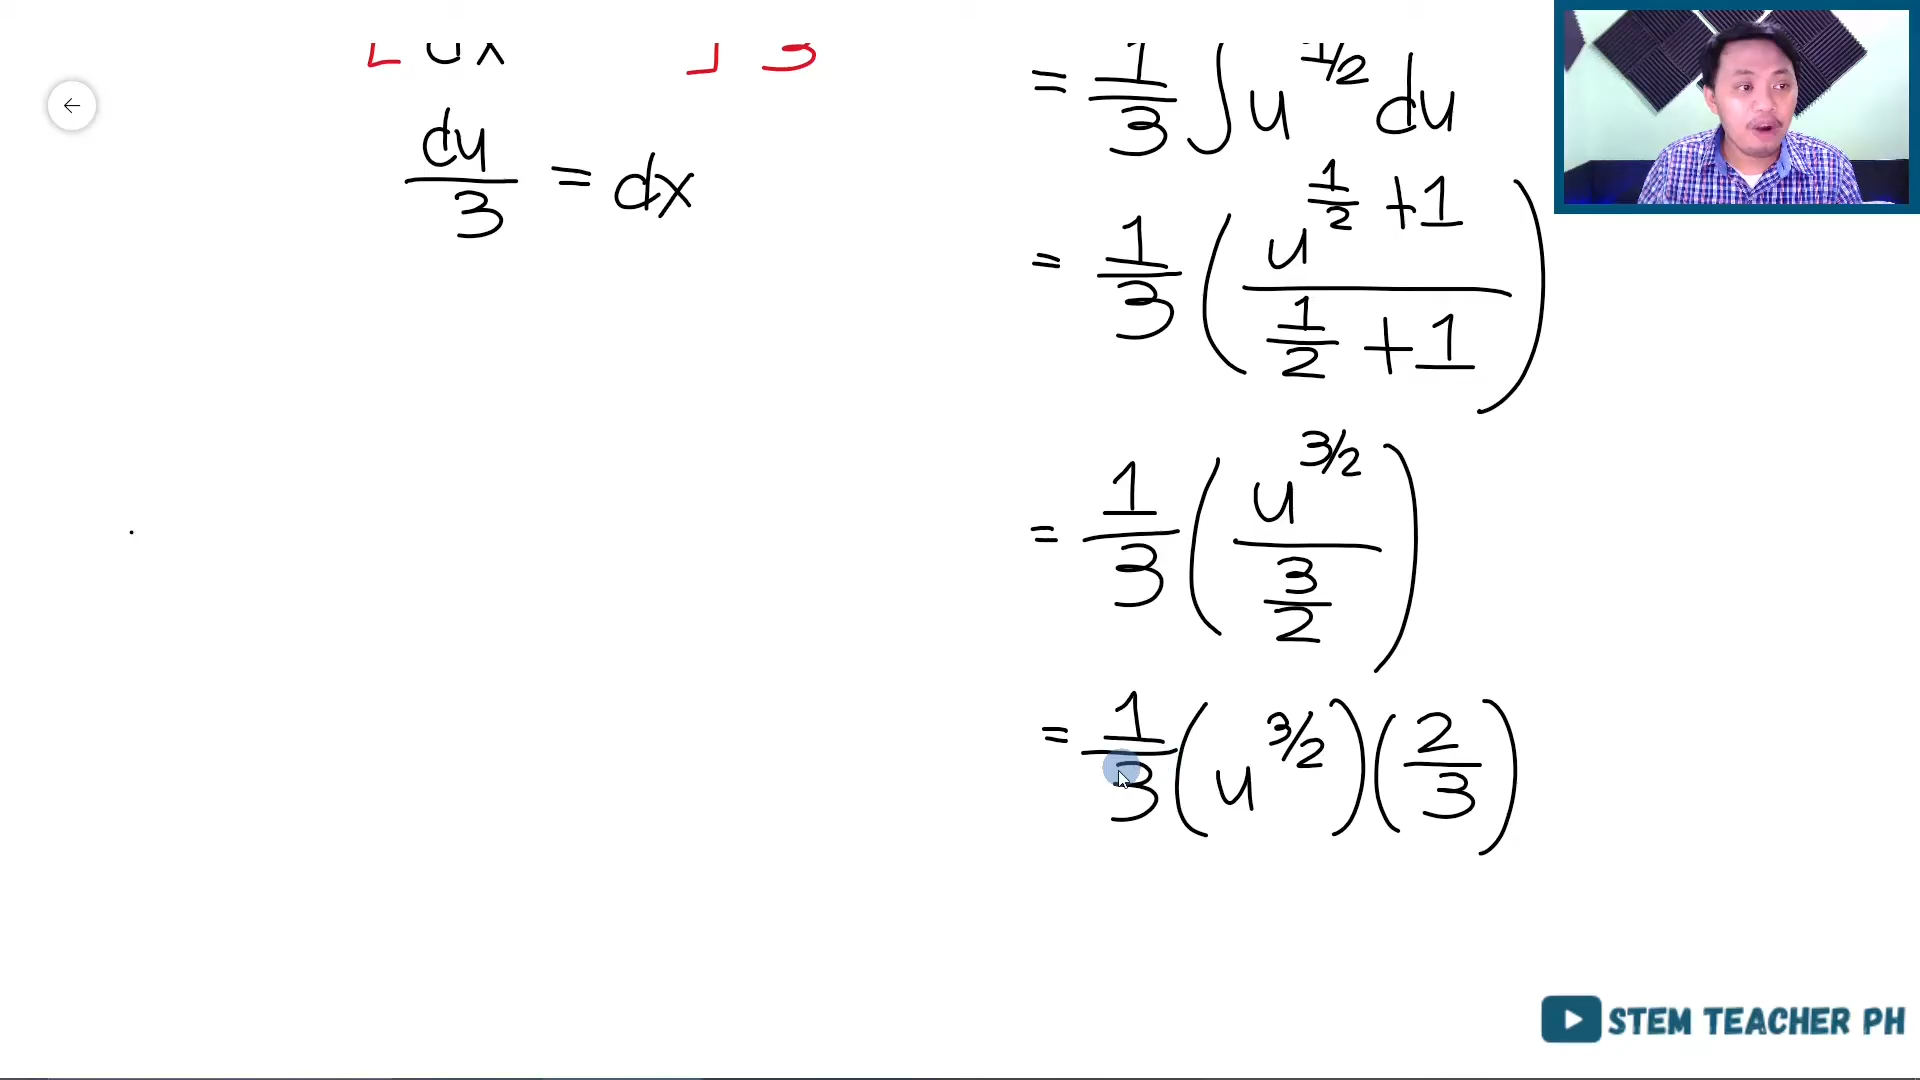 du/3 = dx
= 1/3 ∫ u^1/2 du
= 1/3 ( u^(1/2 + 1) / (1/2 + 1) )
= 1/3 ( u^3/2 / (3/2) )
= 1/3 ( u^3/2 ) ( 2/3 )
STEM TEACHER PH